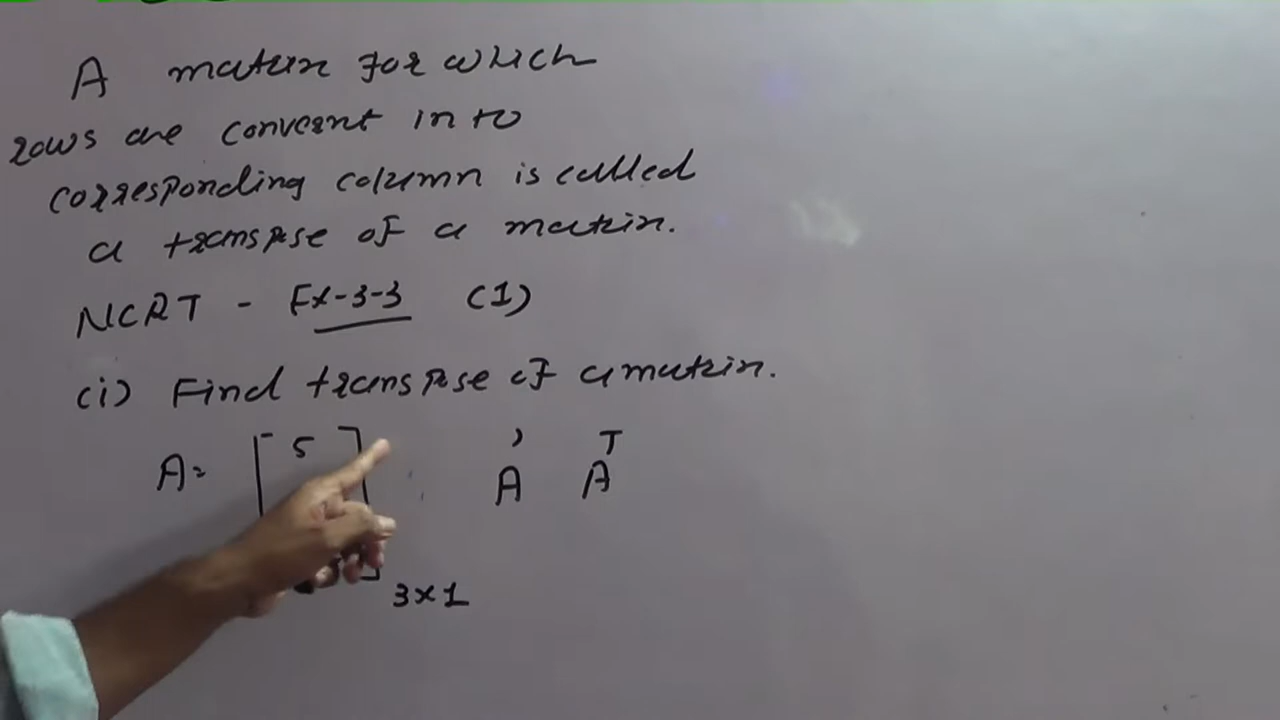 A matrix for which
rows are convert into
corresponding column is called
a transpose of a matrix.
NCRT - Ex-3-3 (1)
(i) Find transpose of a matrix.
A= [ 5 ] 3×1
A' A^T